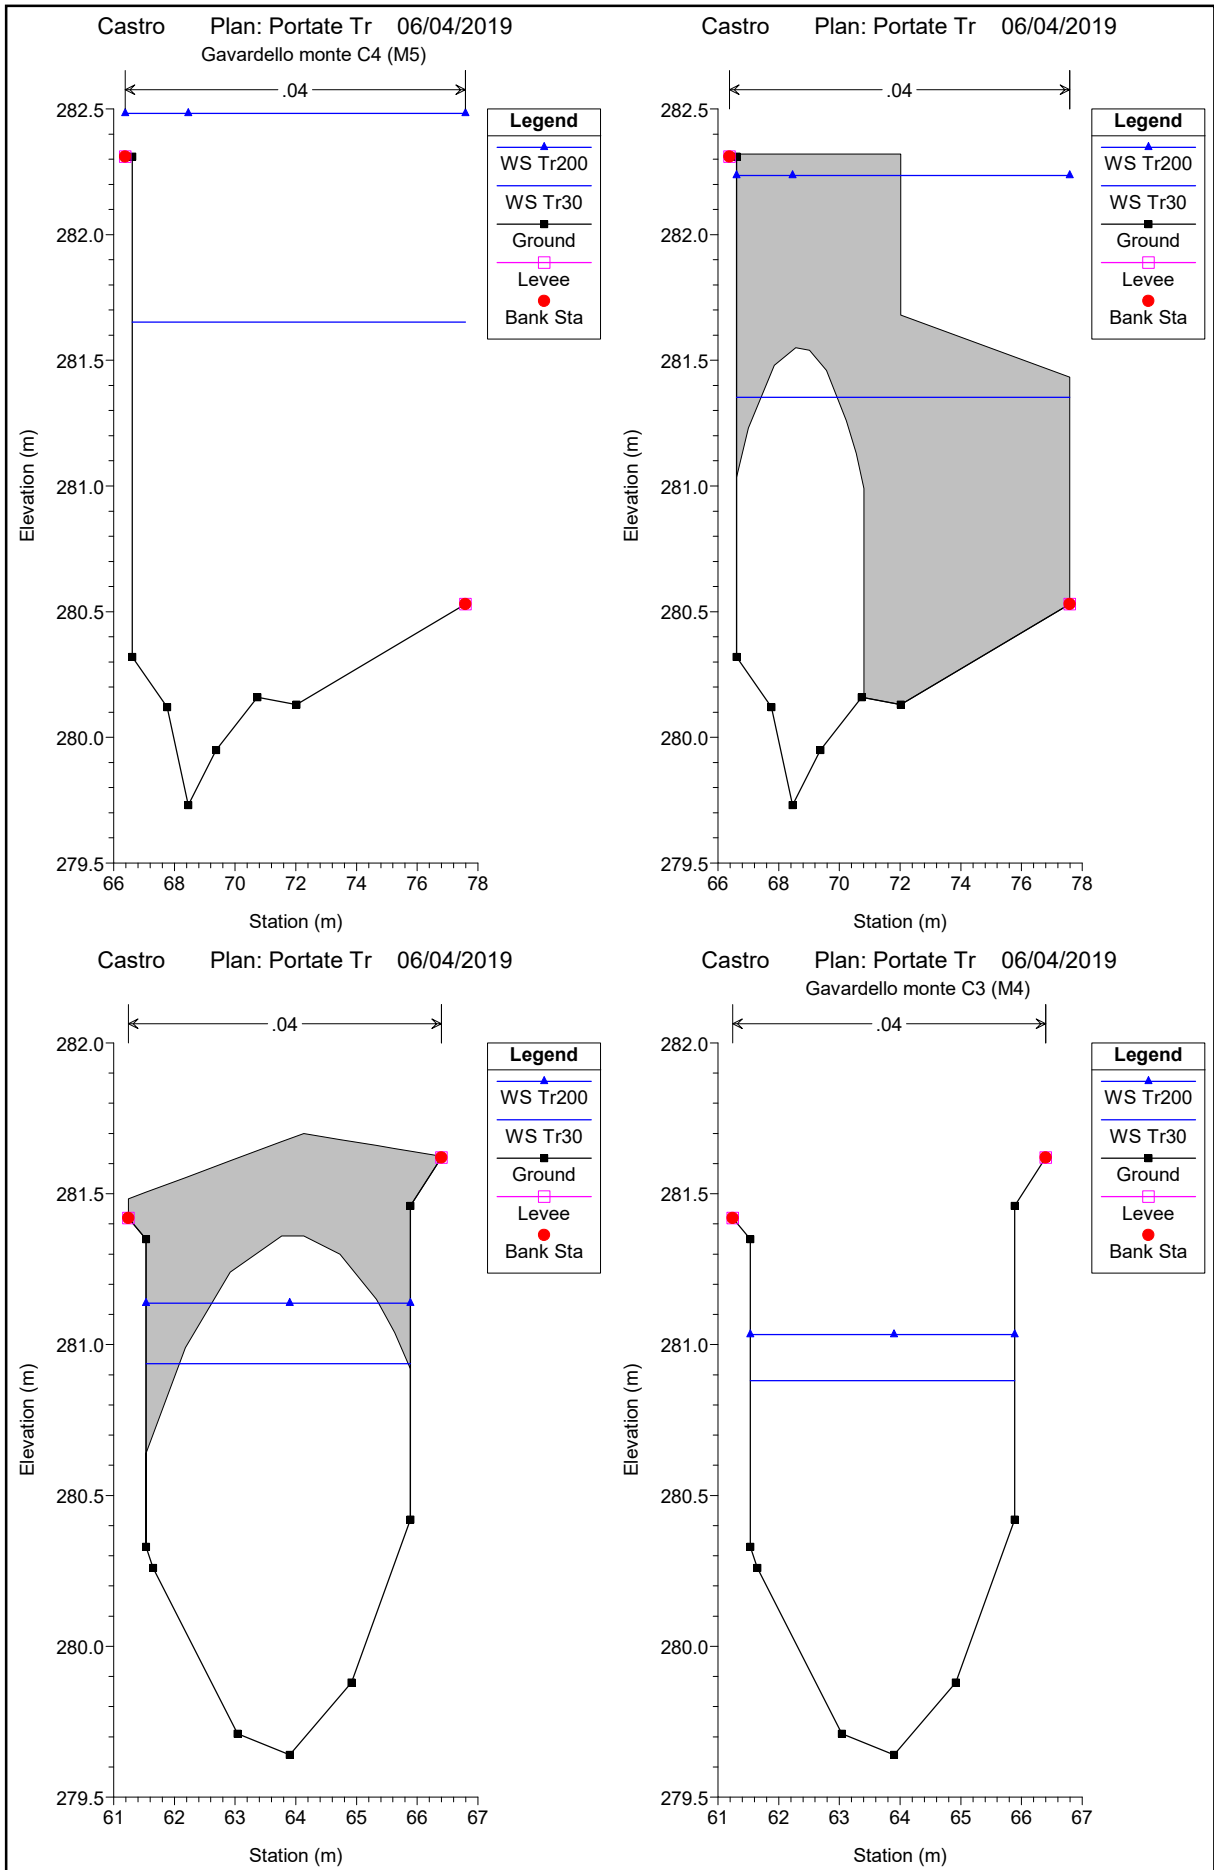 Castro Plan: Portate Tr 06/04/2019
Gavardello monte C4 (M5)
.04
282.5
282.0
281.5
281.0
280.5
280.0
279.5
66 68 70 72 74 76 78
Station (m)
Elevation (m)
Legend
WS Tr200
WS Tr30
Ground
Levee
Bank Sta
Castro Plan: Portate Tr 06/04/2019
.04
282.5
282.0
281.5
281.0
280.5
280.0
279.5
66 68 70 72 74 76 78
Station (m)
Elevation (m)
Legend
WS Tr200
WS Tr30
Ground
Levee
Bank Sta
Castro Plan: Portate Tr 06/04/2019
.04
282.0
281.5
281.0
280.5
280.0
279.5
61 62 63 64 65 66 67
Station (m)
Elevation (m)
Legend
WS Tr200
WS Tr30
Ground
Levee
Bank Sta
Castro Plan: Portate Tr 06/04/2019
Gavardello monte C3 (M4)
.04
282.0
281.5
281.0
280.5
280.0
279.5
61 62 63 64 65 66 67
Station (m)
Elevation (m)
Legend
WS Tr200
WS Tr30
Ground
Levee
Bank Sta